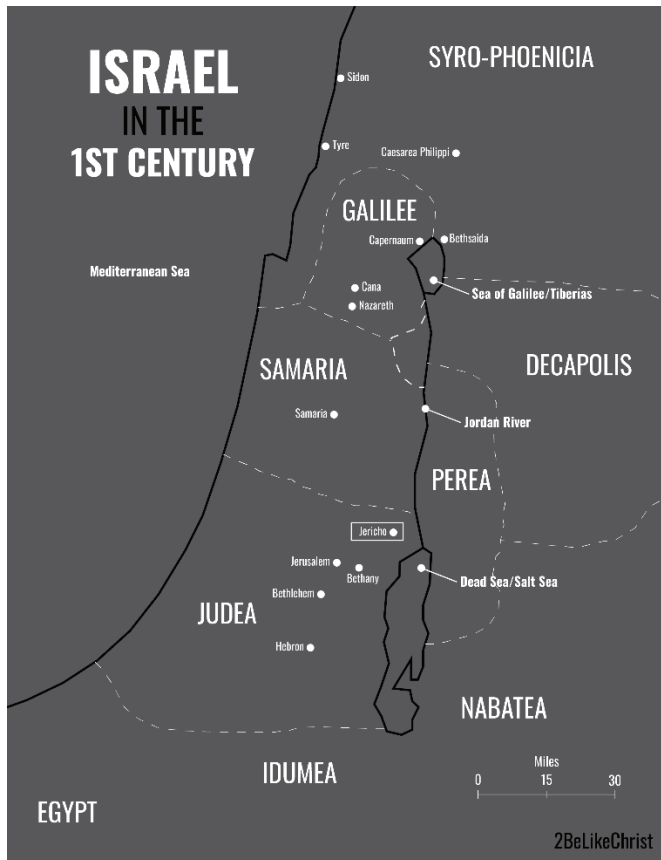 ISRAEL
IN THE
1ST CENTURY
SYRO-PHOENICIA
Sidon
Tyre
Caesarea Philippi
GALILEE
Capernaum
Bethsaida
Mediterranean Sea
Cana
Sea of Galilee/Tiberias
Nazareth
SAMARIA
DECAPOLIS
Samaria
Jordan River
PEREA
Jericho
Jerusalem
Bethany
Dead Sea/Salt Sea
Bethlehem
JUDEA
Hebron
NABATEA
IDUMEA
Miles
0 15 30
EGYPT
2BeLikeChrist